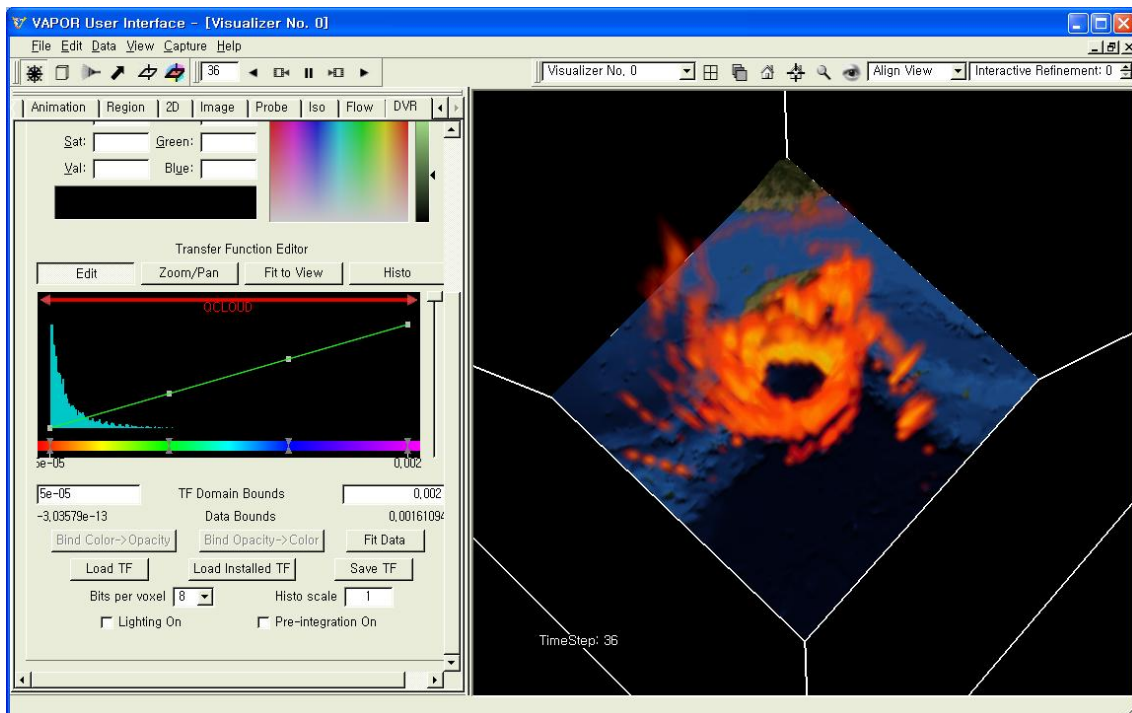 VAPOR User Interface - [Visualizer No. 0]
File Edit Data View Capture Help
36 Visualizer No. 0 Align View Interactive Refinement: 0
Animation Region 2D Image Probe Iso Flow DVR
Sat: Green:
Val: Blue:
Transfer Function Editor
Edit Zoom/Pan Fit to View Histo
QCLOUD
5e-05 0.002
5e-05 TF Domain Bounds 0.002
-3.03579e-13 Data Bounds 0.00161094
Bind Color->Opacity Bind Opacity->Color Fit Data
Load TF Load Installed TF Save TF
Bits per voxel 8 Histo scale 1
Lighting On Pre-integration On
TimeStep: 36